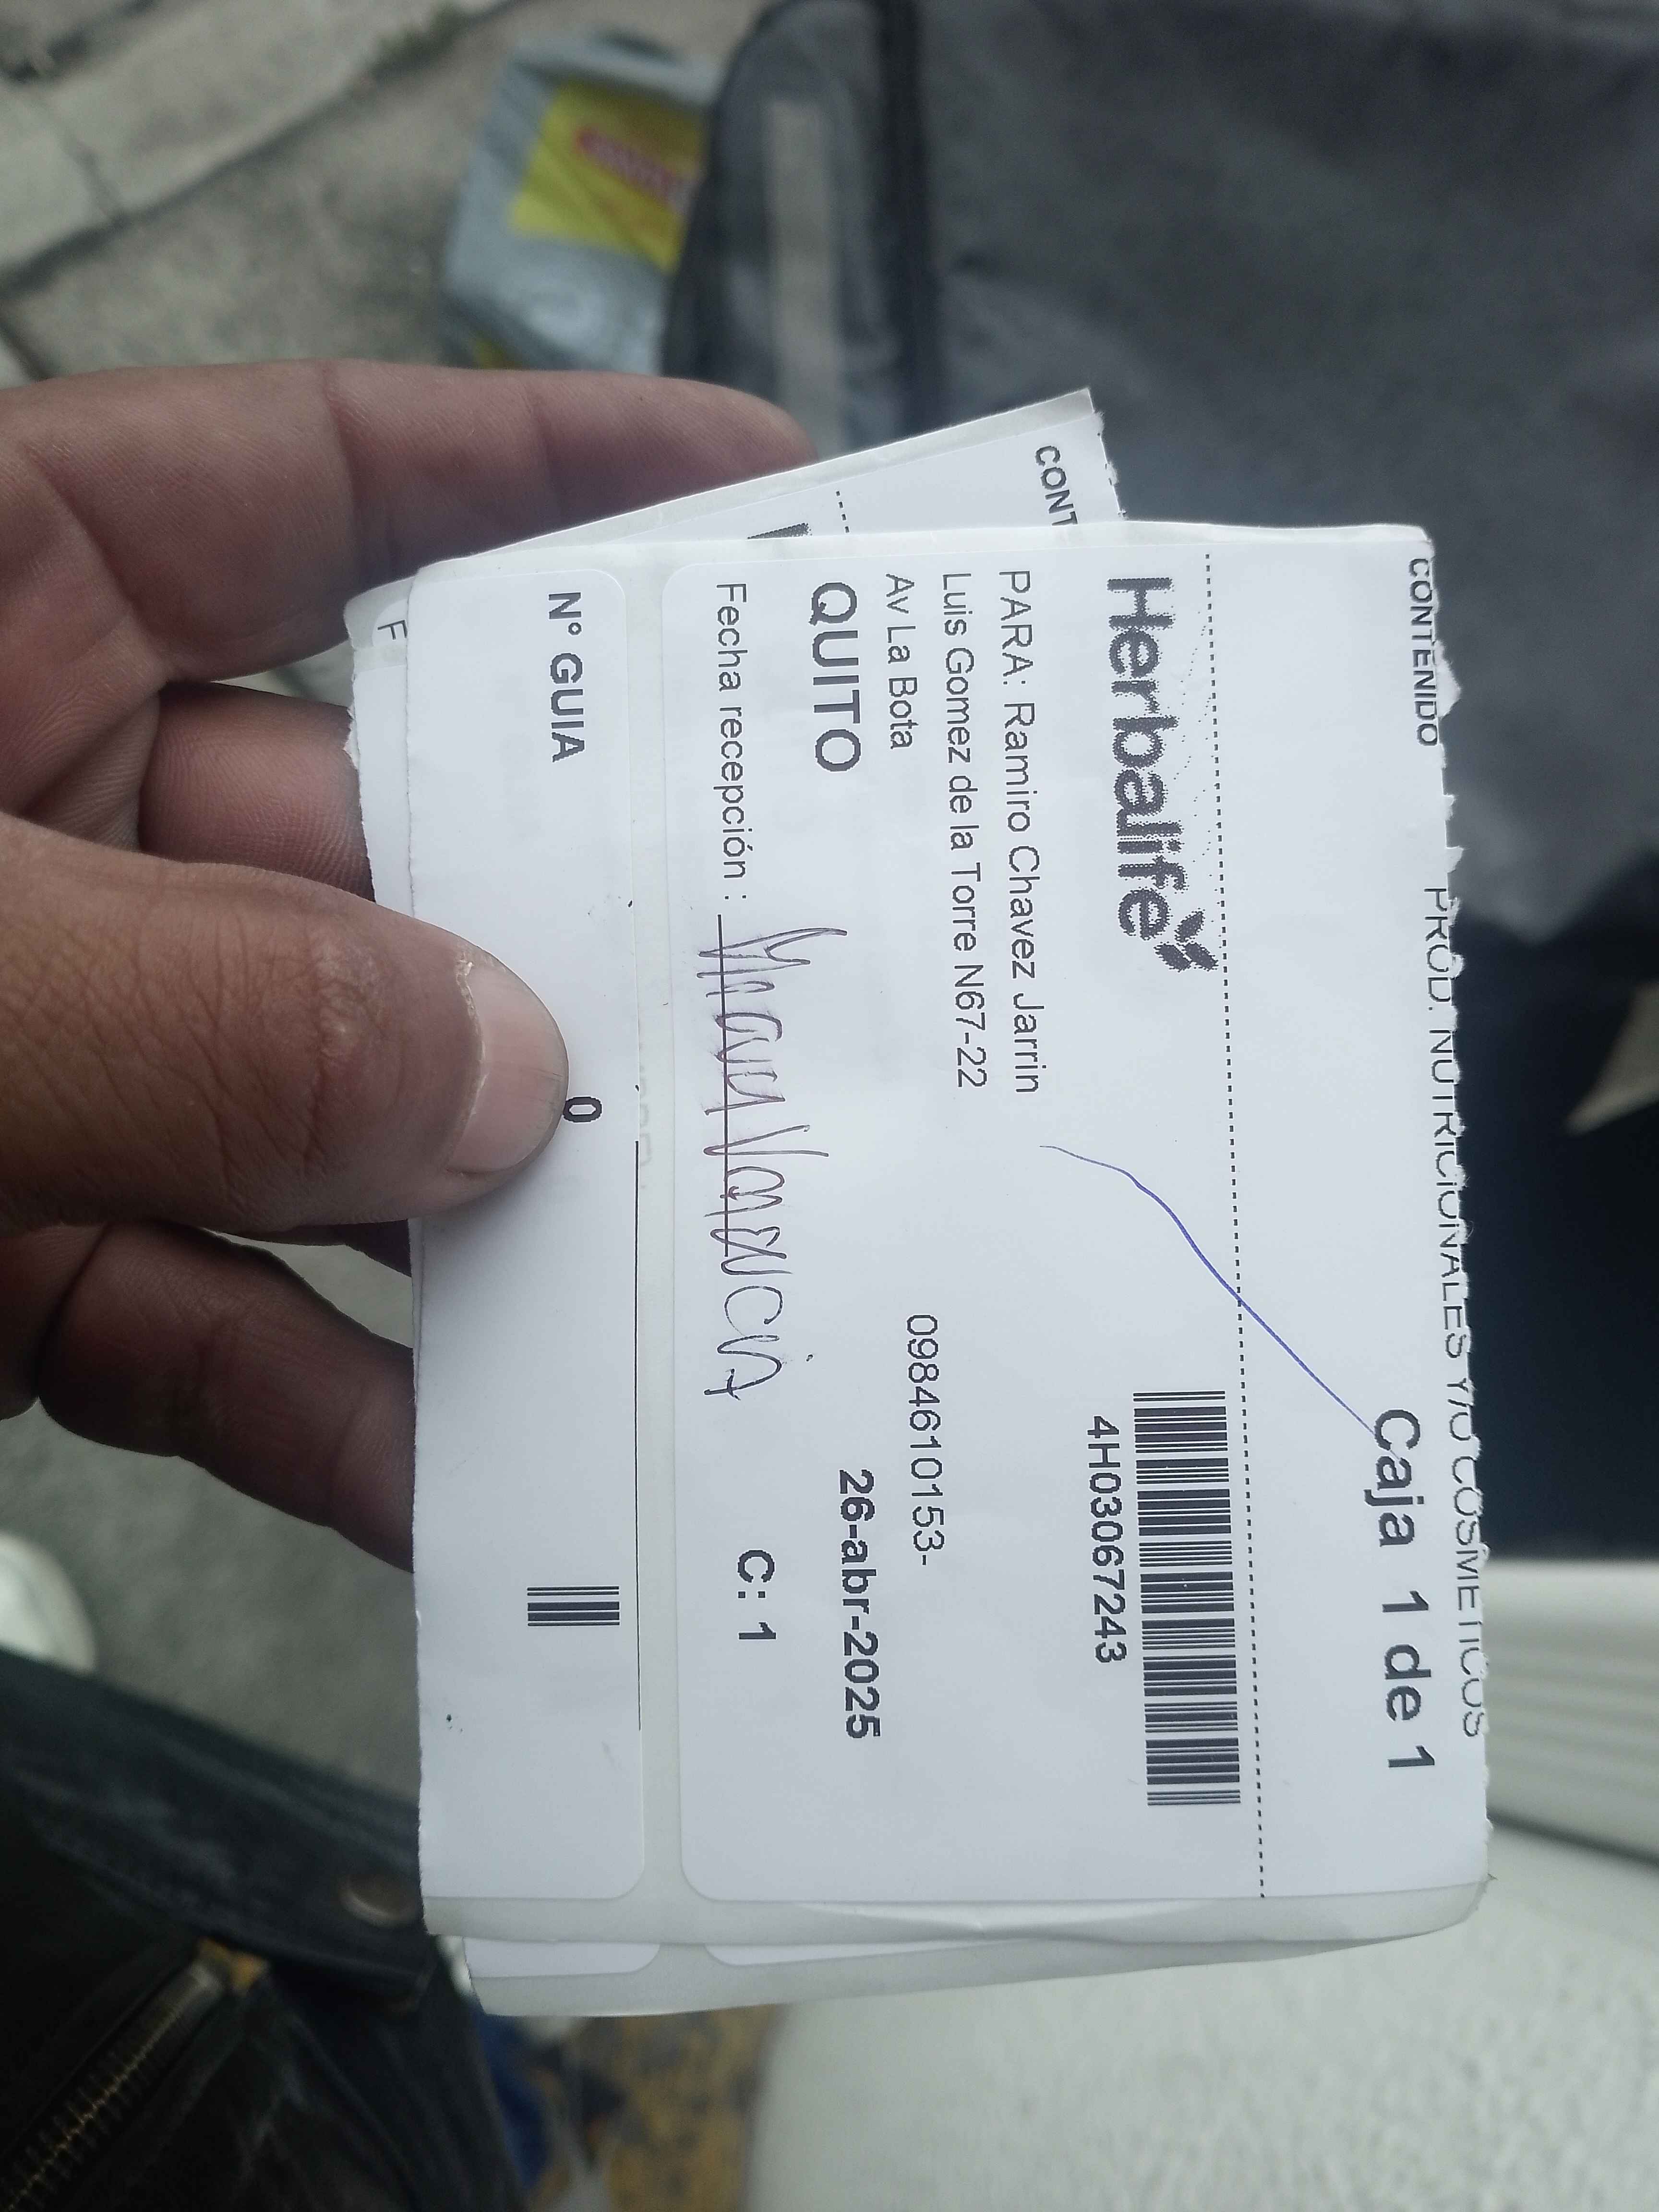 CONTENIDO
PROD. NUTRICIONALES Y/O COSMETICOS
Caja 1 de 1
Herbalife
4H03067243
PARA: Ramiro Chavez Jarrin
Luis Gomez de la Torre N67-22
Av La Bota
0984610153-
QUITO
26-abr-2025
Fecha recepción :
C: 1
N° GUIA
0
CONT
F